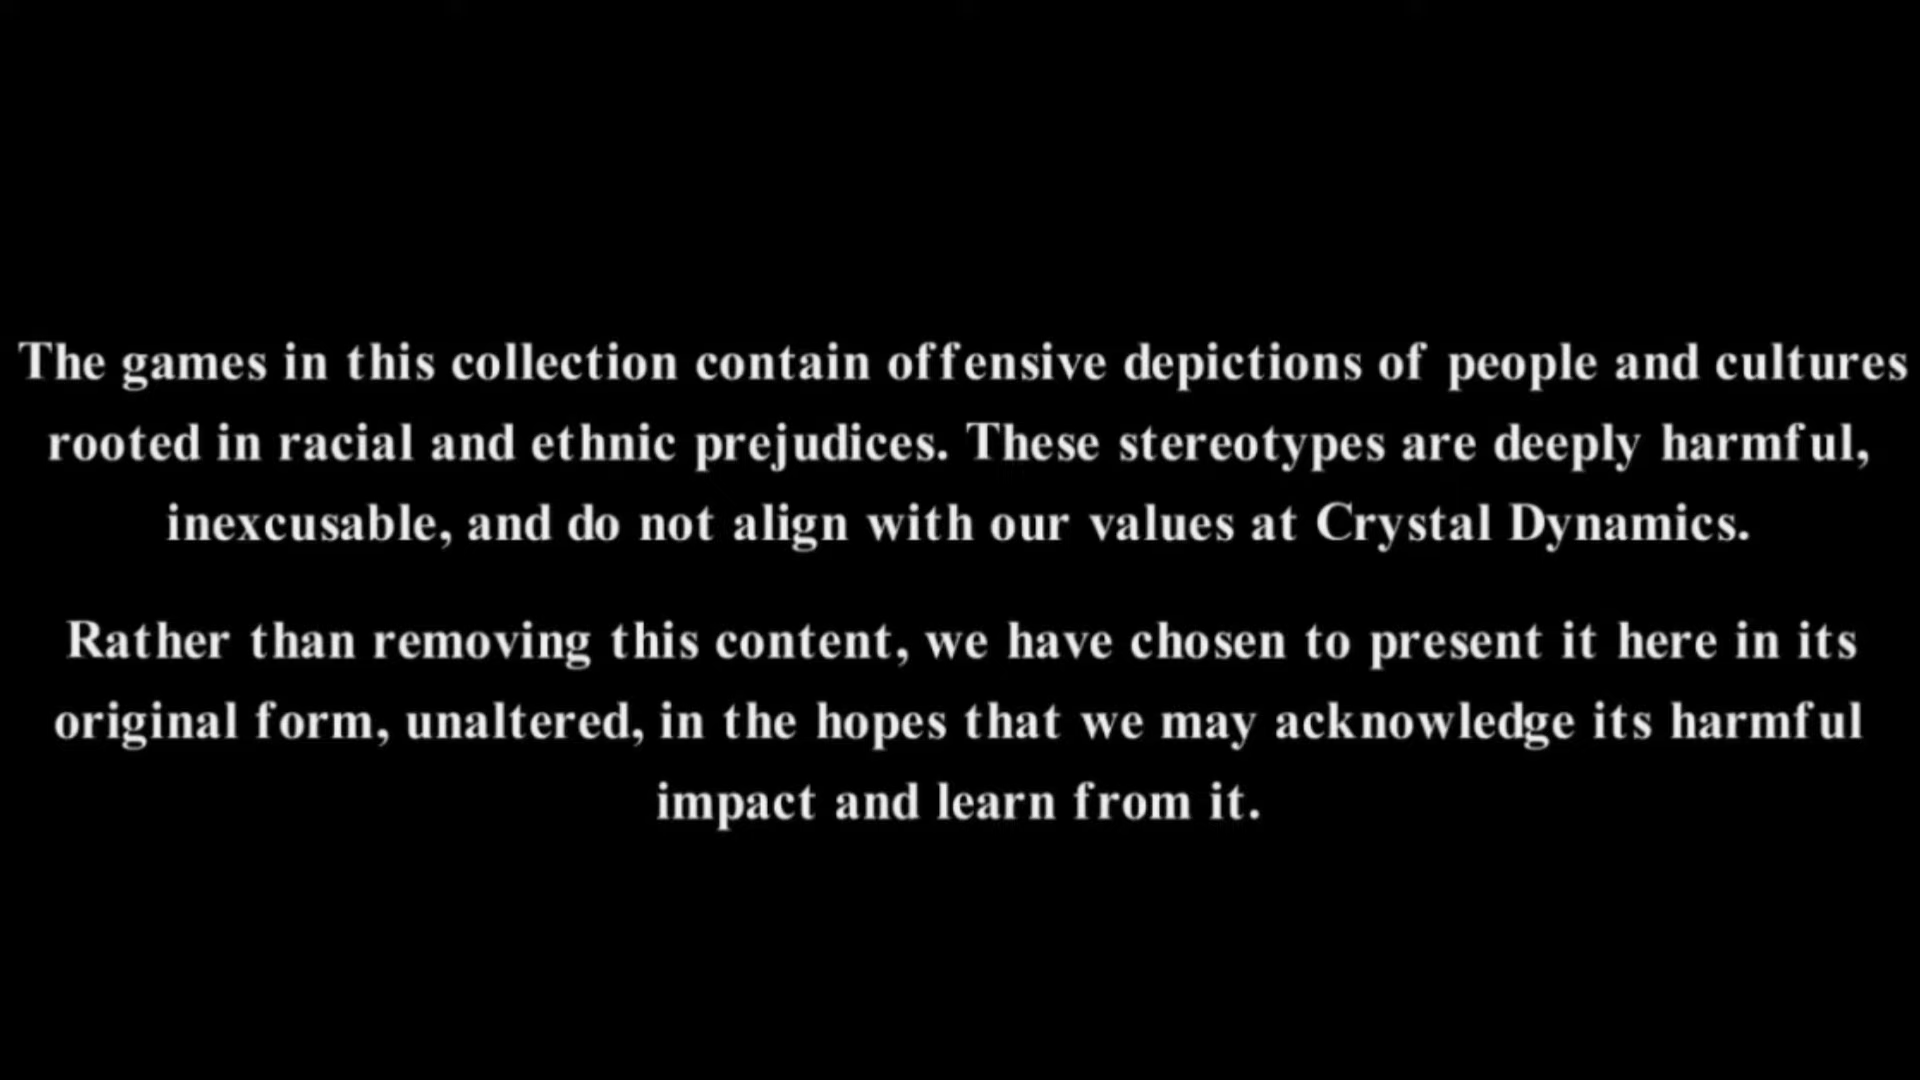 The games in this collection contain offensive depictions of people and cultures
rooted in racial and ethnic prejudices. These stereotypes are deeply harmful,
inexcusable, and do not align with our values at Crystal Dynamics.
Rather than removing this content, we have chosen to present it here in its
original form, unaltered, in the hopes that we may acknowledge its harmful
impact and learn from it.